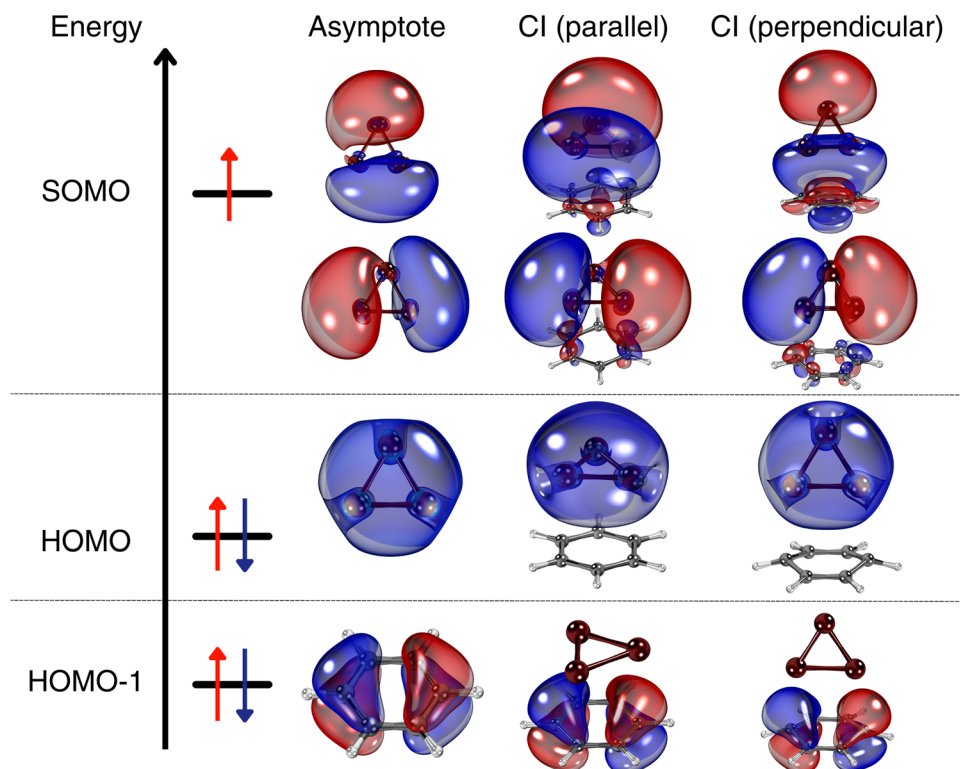 Energy Asymptote CI (parallel) CI (perpendicular)
SOMO
HOMO
HOMO-1